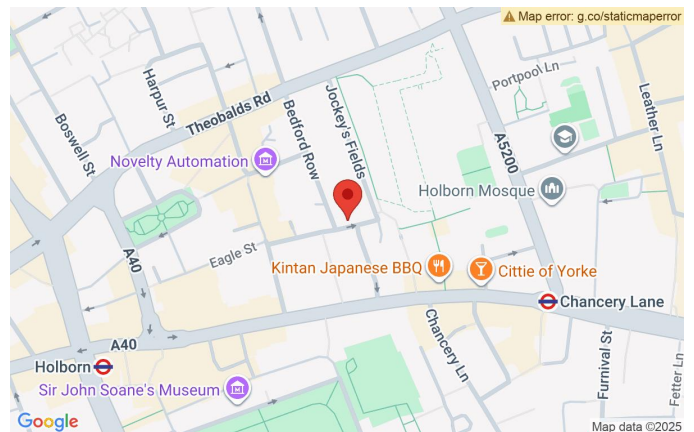 Map error: g.co/staticmaperror
Portpool Ln
Leather Ln
Harpur St
Theobalds Rd
Boswell St
Bedford Row
Jockey's Fields
A5200
Novelty Automation
Holborn Mosque
Eagle St
A40
Kintan Japanese BBQ
Cittie of Yorke
Chancery Lane
A40
Holborn
Chancery Ln
Furnival St
Fetter Ln
Sir John Soane's Museum
Google
Map data ©2025